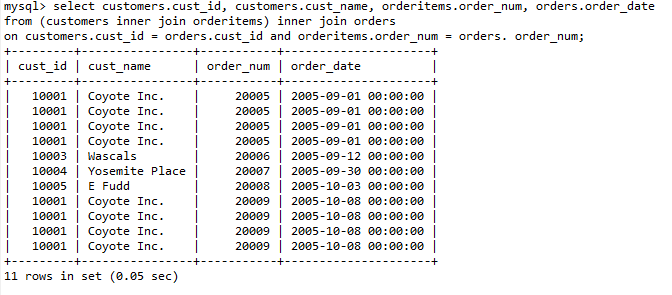 mysql> select customers.cust_id, customers.cust_name, orderitems.order_num, orders.order_date
from (customers inner join orderitems) inner join orders
on customers.cust_id = orders.cust_id and orderitems.order_num = orders. order_num;
+---------+----------------+-----------+---------------------+
| cust_id | cust_name      | order_num | order_date          |
+---------+----------------+-----------+---------------------+
|   10001 | Coyote Inc.    |     20005 | 2005-09-01 00:00:00 |
|   10001 | Coyote Inc.    |     20005 | 2005-09-01 00:00:00 |
|   10001 | Coyote Inc.    |     20005 | 2005-09-01 00:00:00 |
|   10001 | Coyote Inc.    |     20005 | 2005-09-01 00:00:00 |
|   10003 | Wascals        |     20006 | 2005-09-12 00:00:00 |
|   10004 | Yosemite Place |     20007 | 2005-09-30 00:00:00 |
|   10005 | E Fudd         |     20008 | 2005-10-03 00:00:00 |
|   10001 | Coyote Inc.    |     20009 | 2005-10-08 00:00:00 |
|   10001 | Coyote Inc.    |     20009 | 2005-10-08 00:00:00 |
|   10001 | Coyote Inc.    |     20009 | 2005-10-08 00:00:00 |
|   10001 | Coyote Inc.    |     20009 | 2005-10-08 00:00:00 |
+---------+----------------+-----------+---------------------+
11 rows in set (0.05 sec)